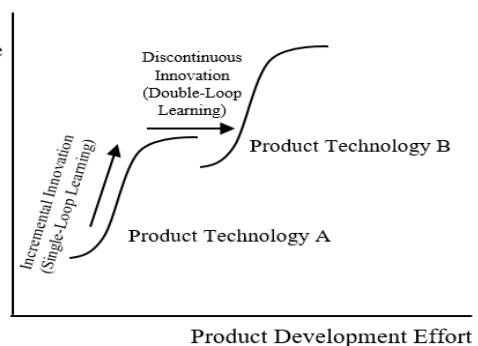 Discontinuous
Innovation
(Double-Loop
Learning)
Incremental Innovation
(Single-Loop Learning)
Product Technology B
Product Technology A
Product Development Effort